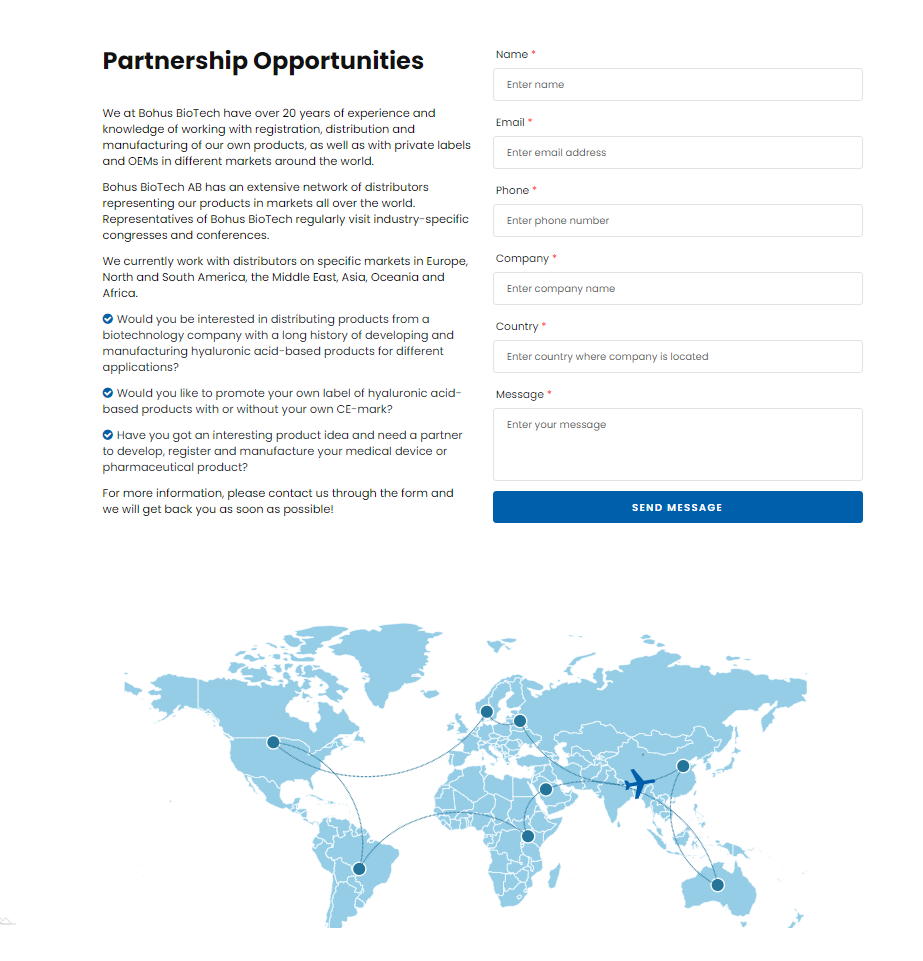 Partnership Opportunities
We at Bohus BioTech have over 20 years of experience and
knowledge of working with registration, distribution and
manufacturing of our own products, as well as with private labels
and OEMs in different markets around the world.
Bohus BioTech AB has an extensive network of distributors
representing our products in markets all over the world.
Representatives of Bohus BioTech regularly visit industry-specific
congresses and conferences.
We currently work with distributors on specific markets in Europe,
North and South America, the Middle East, Asia, Oceania and
Africa.
Would you be interested in distributing products from a
biotechnology company with a long history of developing and
manufacturing hyaluronic acid-based products for different
applications?
Would you like to promote your own label of hyaluronic acid-
based products with or without your own CE-mark?
Have you got an interesting product idea and need a partner
to develop, register and manufacture your medical device or
pharmaceutical product?
For more information, please contact us through the form and
we will get back you as soon as possible!
Name *
Enter name
Email *
Enter email address
Phone *
Enter phone number
Company *
Enter company name
Country *
Enter country where company is located
Message *
Enter your message
SEND MESSAGE